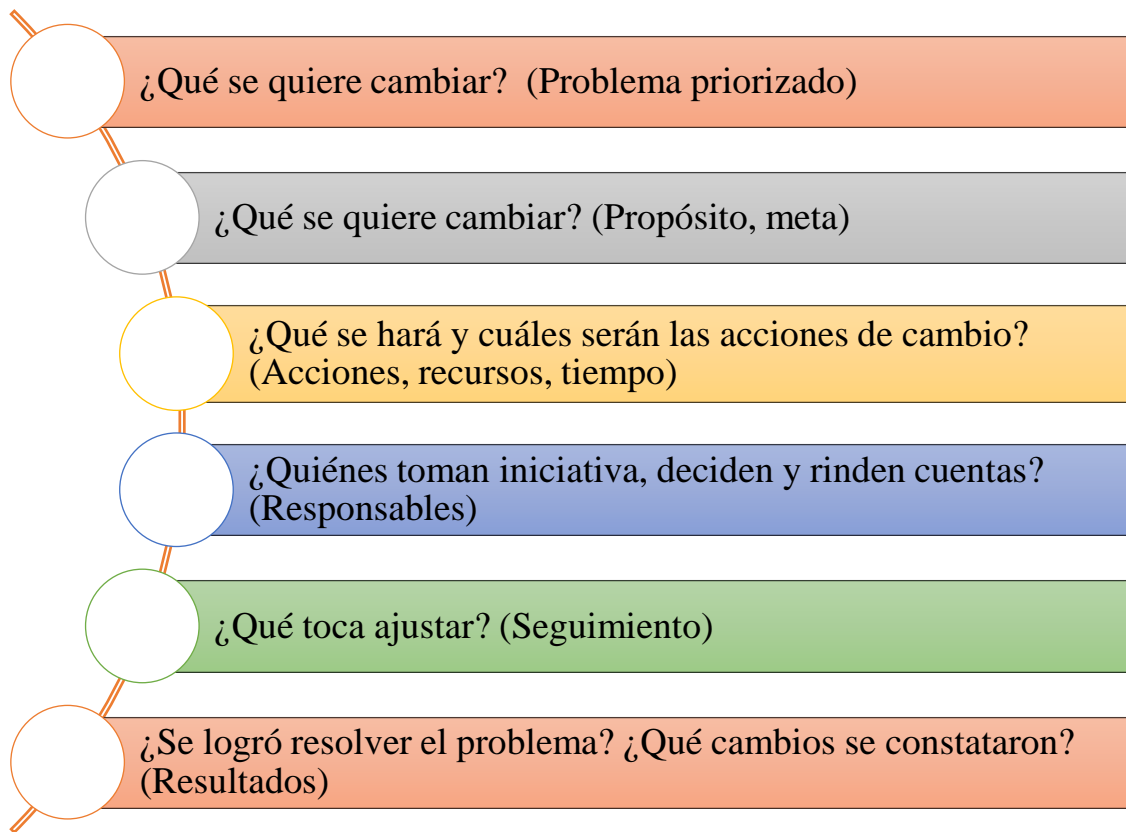 ¿Qué se quiere cambiar?  (Problema priorizado)
¿Qué se quiere cambiar? (Propósito, meta)
¿Qué se hará y cuáles serán las acciones de cambio?
(Acciones, recursos, tiempo)
¿Quiénes toman iniciativa, deciden y rinden cuentas?
(Responsables)
¿Qué toca ajustar? (Seguimiento)
¿Se logró resolver el problema? ¿Qué cambios se constataron?
(Resultados)